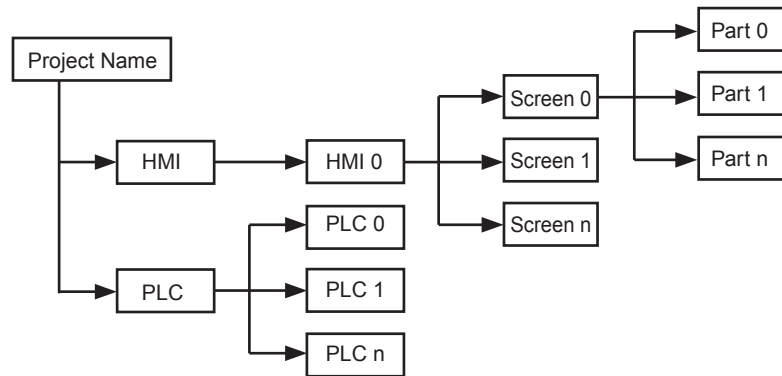 Project Name
HMI
HMI 0
Screen 0
Screen 1
Screen n
Part 0
Part 1
Part n
PLC
PLC 0
PLC 1
PLC n